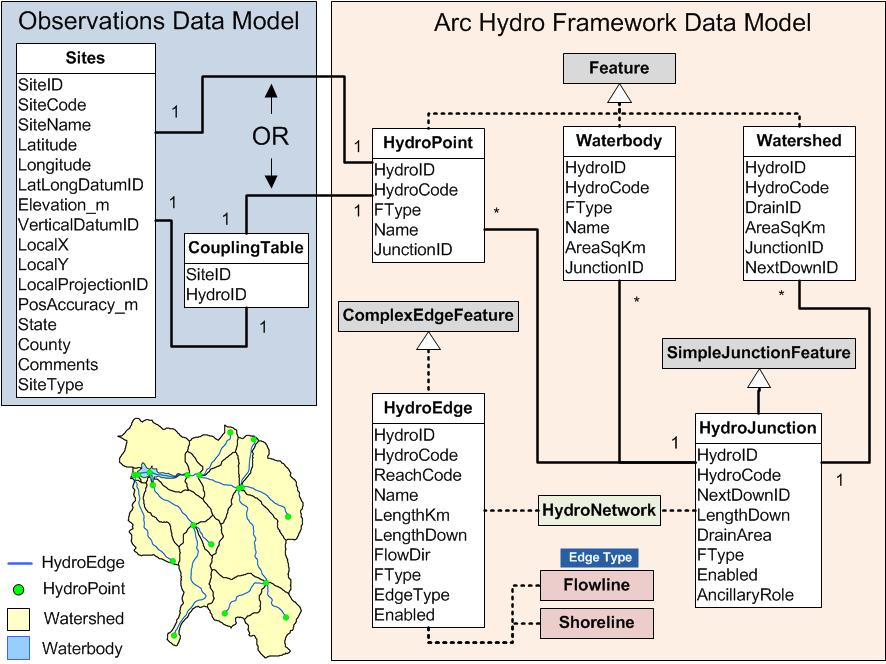 Observations Data Model
Sites
SiteID
SiteCode
SiteName
Latitude
Longitude
LatLongDatumID
Elevation_m
VerticalDatumID
LocalX
LocalY
LocalProjectionID
PosAccuracy_m
State
County
Comments
SiteType
1
1
OR
1
1
1
1
CouplingTable
SiteID
HydroID
Arc Hydro Framework Data Model
Feature
HydroPoint
HydroID
HydroCode
FType
Name
JunctionID
*
Waterbody
HydroID
HydroCode
FType
Name
AreaSqKm
JunctionID
*
Watershed
HydroID
HydroCode
DrainID
AreaSqKm
JunctionID
NextDownID
*
ComplexEdgeFeature
SimpleJunctionFeature
HydroEdge
HydroID
HydroCode
ReachCode
Name
LengthKm
LengthDown
FlowDir
FType
EdgeType
Enabled
HydroJunction
HydroID
HydroCode
NextDownID
LengthDown
DrainArea
FType
Enabled
AncillaryRole
1
1
HydroNetwork
Edge Type
Flowline
Shoreline
HydroEdge
HydroPoint
Watershed
Waterbody